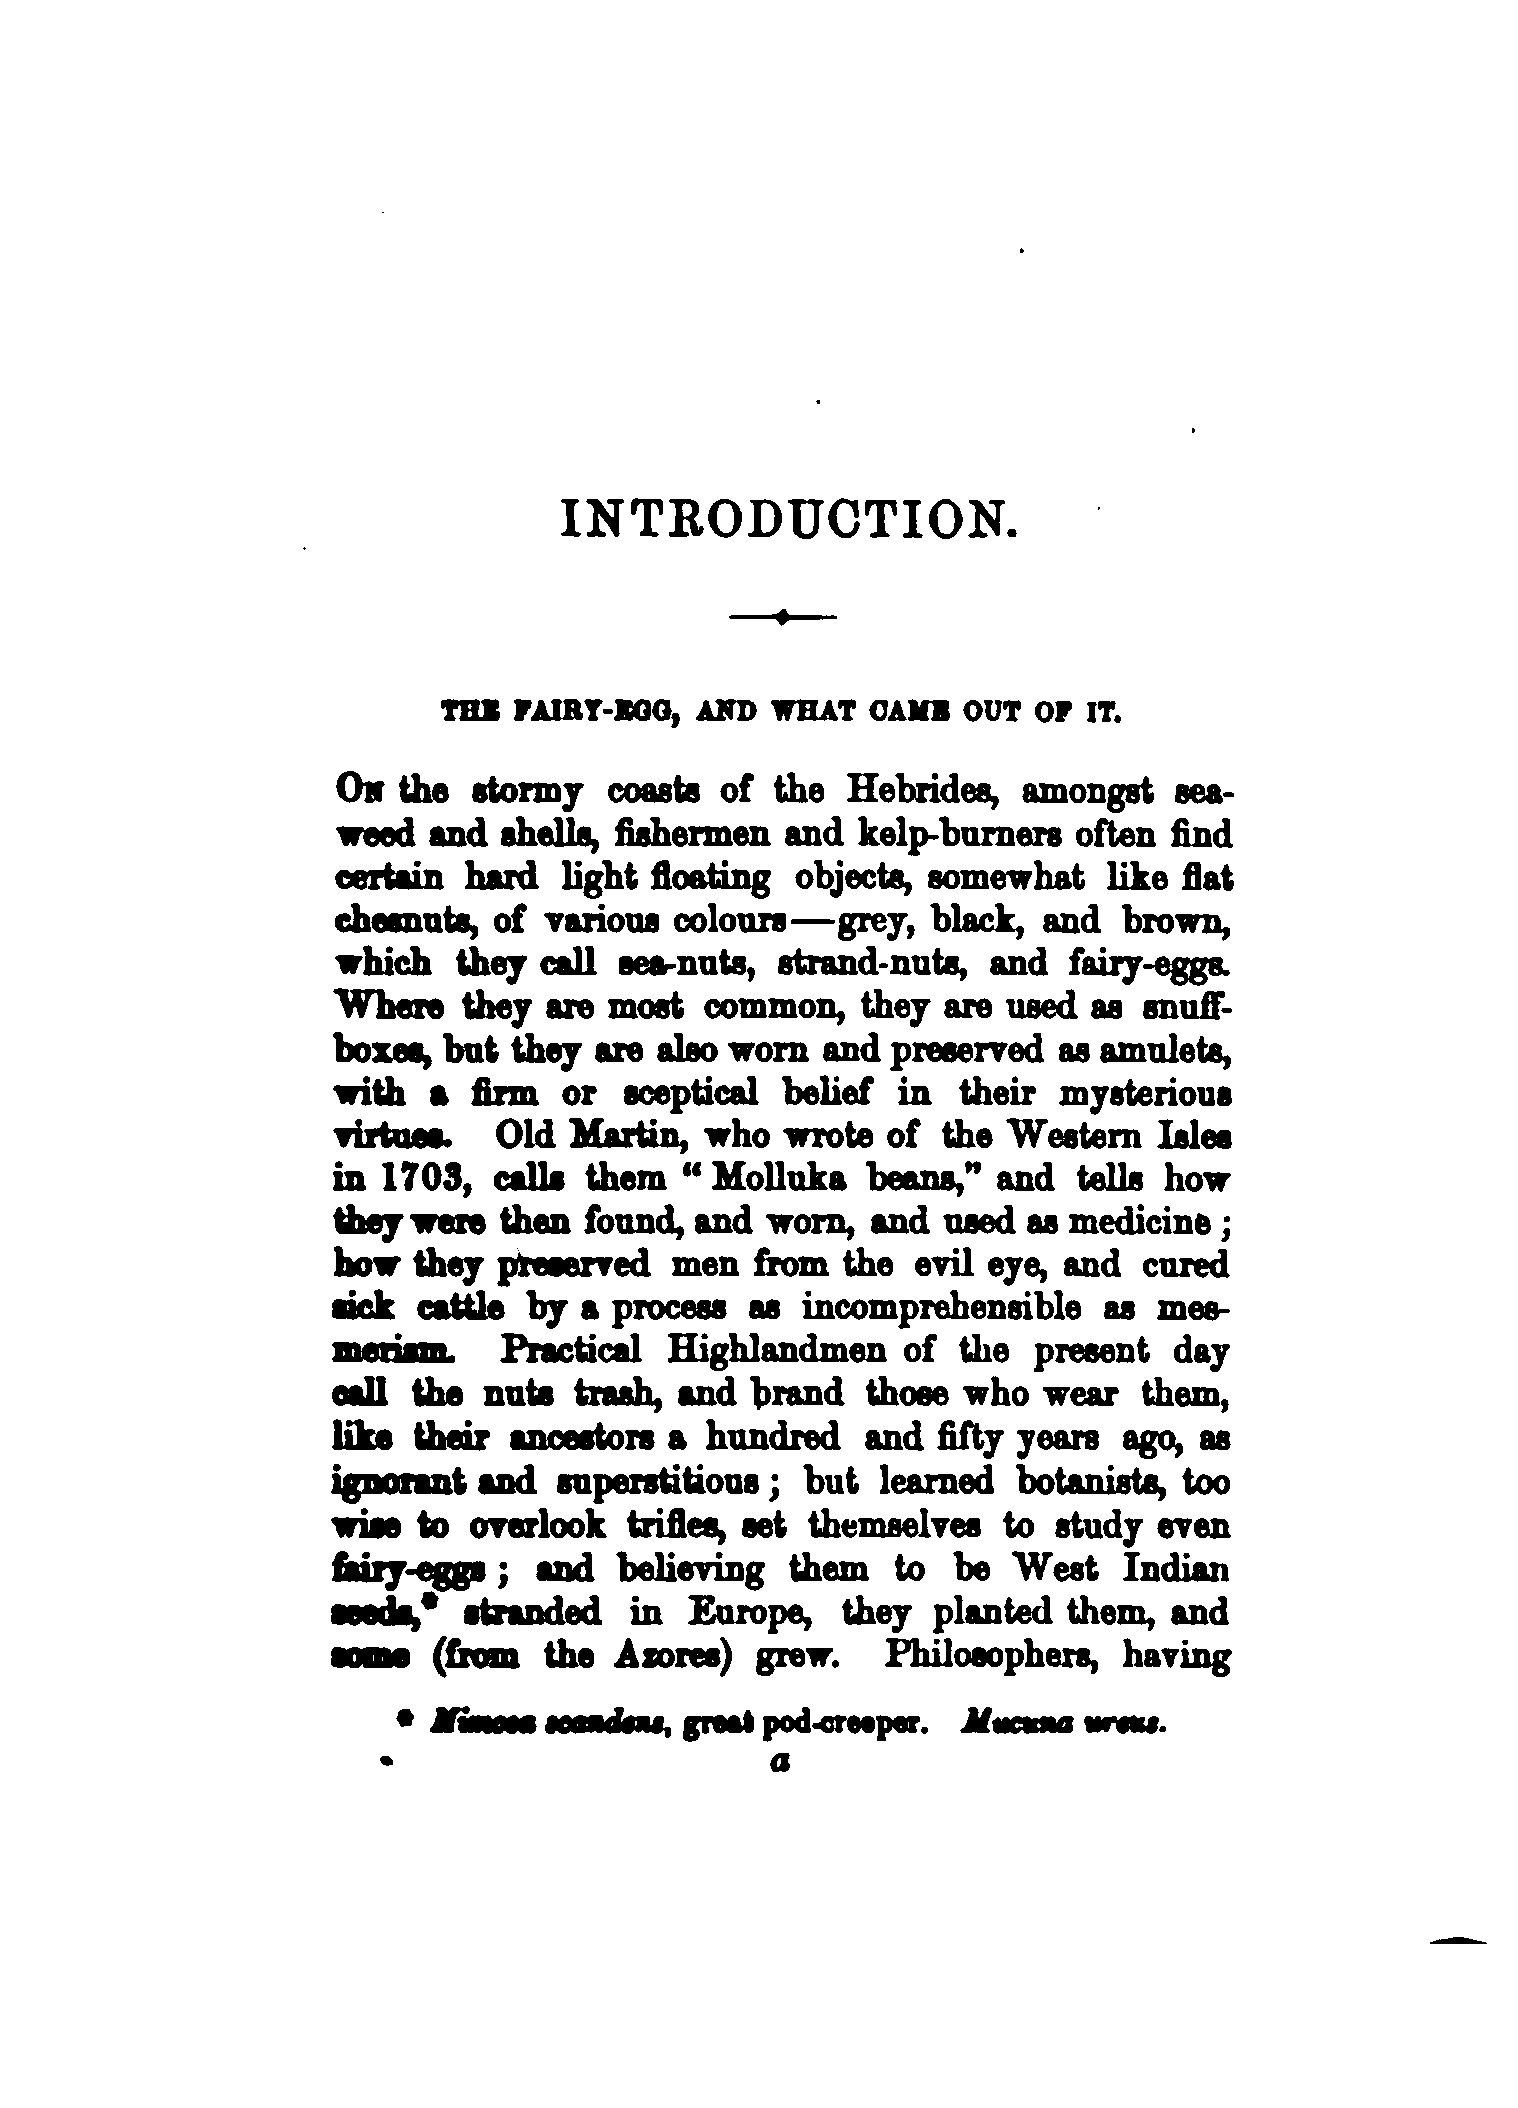 INTRODUCTION.
THE FAIRY-EGG, AND WHAT CAME OUT OF IT.
ON the stormy coasts of the Hebrides, amongst sea-
weed and shells, fishermen and kelp-burners often find
certain hard light floating objects, somewhat like flat
chesnuts, of various colours—grey, black, and brown,
which they call sea-nuts, strand-nuts, and fairy-eggs.
Where they are most common, they are used as snuff-
boxes, but they are also worn and preserved as amulets,
with a firm or sceptical belief in their mysterious
virtues. Old Martin, who wrote of the Western Isles
in 1703, calls them “Molluka beans,” and tells how
they were then found, and worn, and used as medicine;
how they preserved men from the evil eye, and cured
sick cattle by a process as incomprehensible as mes-
merism. Practical Highlandmen of the present day
call the nuts trash, and brand those who wear them,
like their ancestors a hundred and fifty years ago, as
ignorant and superstitious; but learned botanists, too
wise to overlook trifles, set themselves to study even
fairy-eggs; and believing them to be West Indian
seeds,* stranded in Europe, they planted them, and
some (from the Azores) grew. Philosophers, having
* Mimosa scandens, great pod-creeper. Mucuna urens.
a